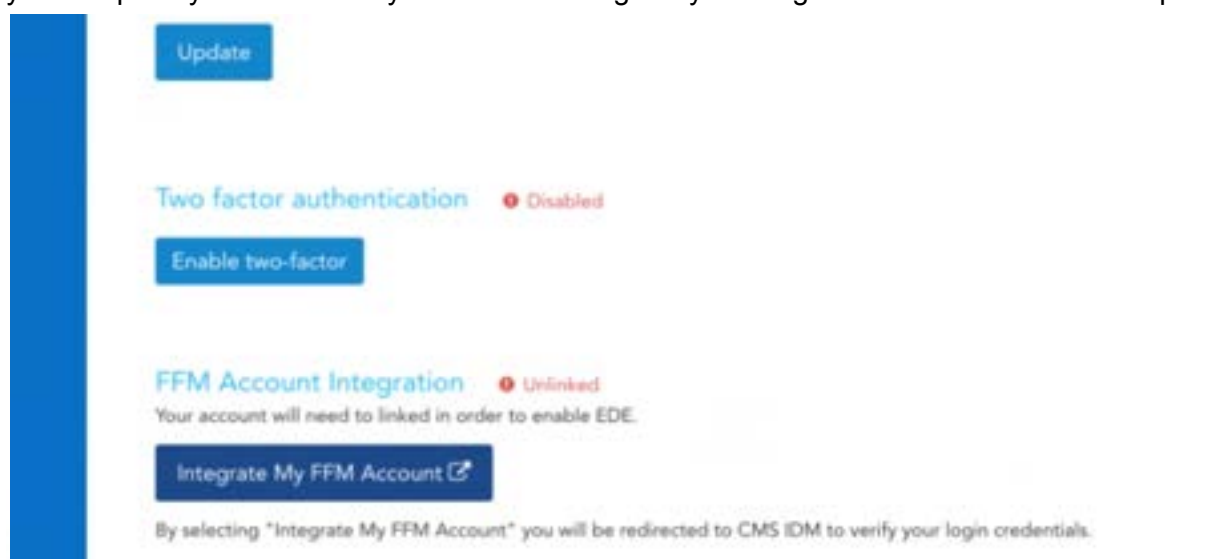 Update
Two factor authentication Disabled
Enable two-factor
FFM Account Integration Unlinked
Your account will need to linked in order to enable EDE.
Integrate My FFM Account
By selecting "Integrate My FFM Account" you will be redirected to CMS IDM to verify your login credentials.